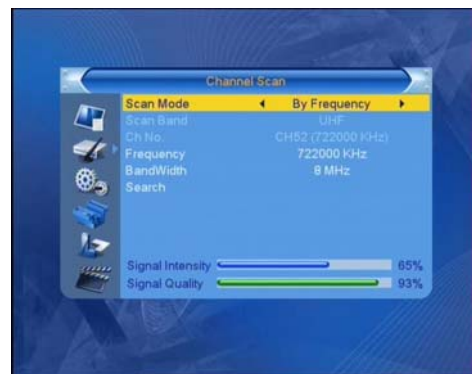 Channel Scan
Scan Mode By Frequency
Scan Band UHF
Ch No. CH52 (722000 KHz)
Frequency 722000 KHz
BandWidth 8 MHz
Search
Signal Intensity 65%
Signal Quality 93%